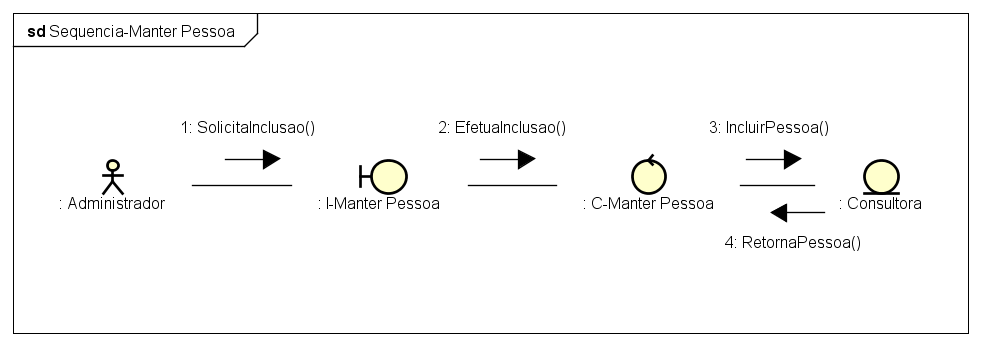 sd Sequencia-Manter Pessoa
1: SolicitaInclusao()
2: EfetuaInclusao()
3: IncluirPessoa()
: Administrador
: I-Manter Pessoa
: C-Manter Pessoa
: Consultora
4: RetornaPessoa()